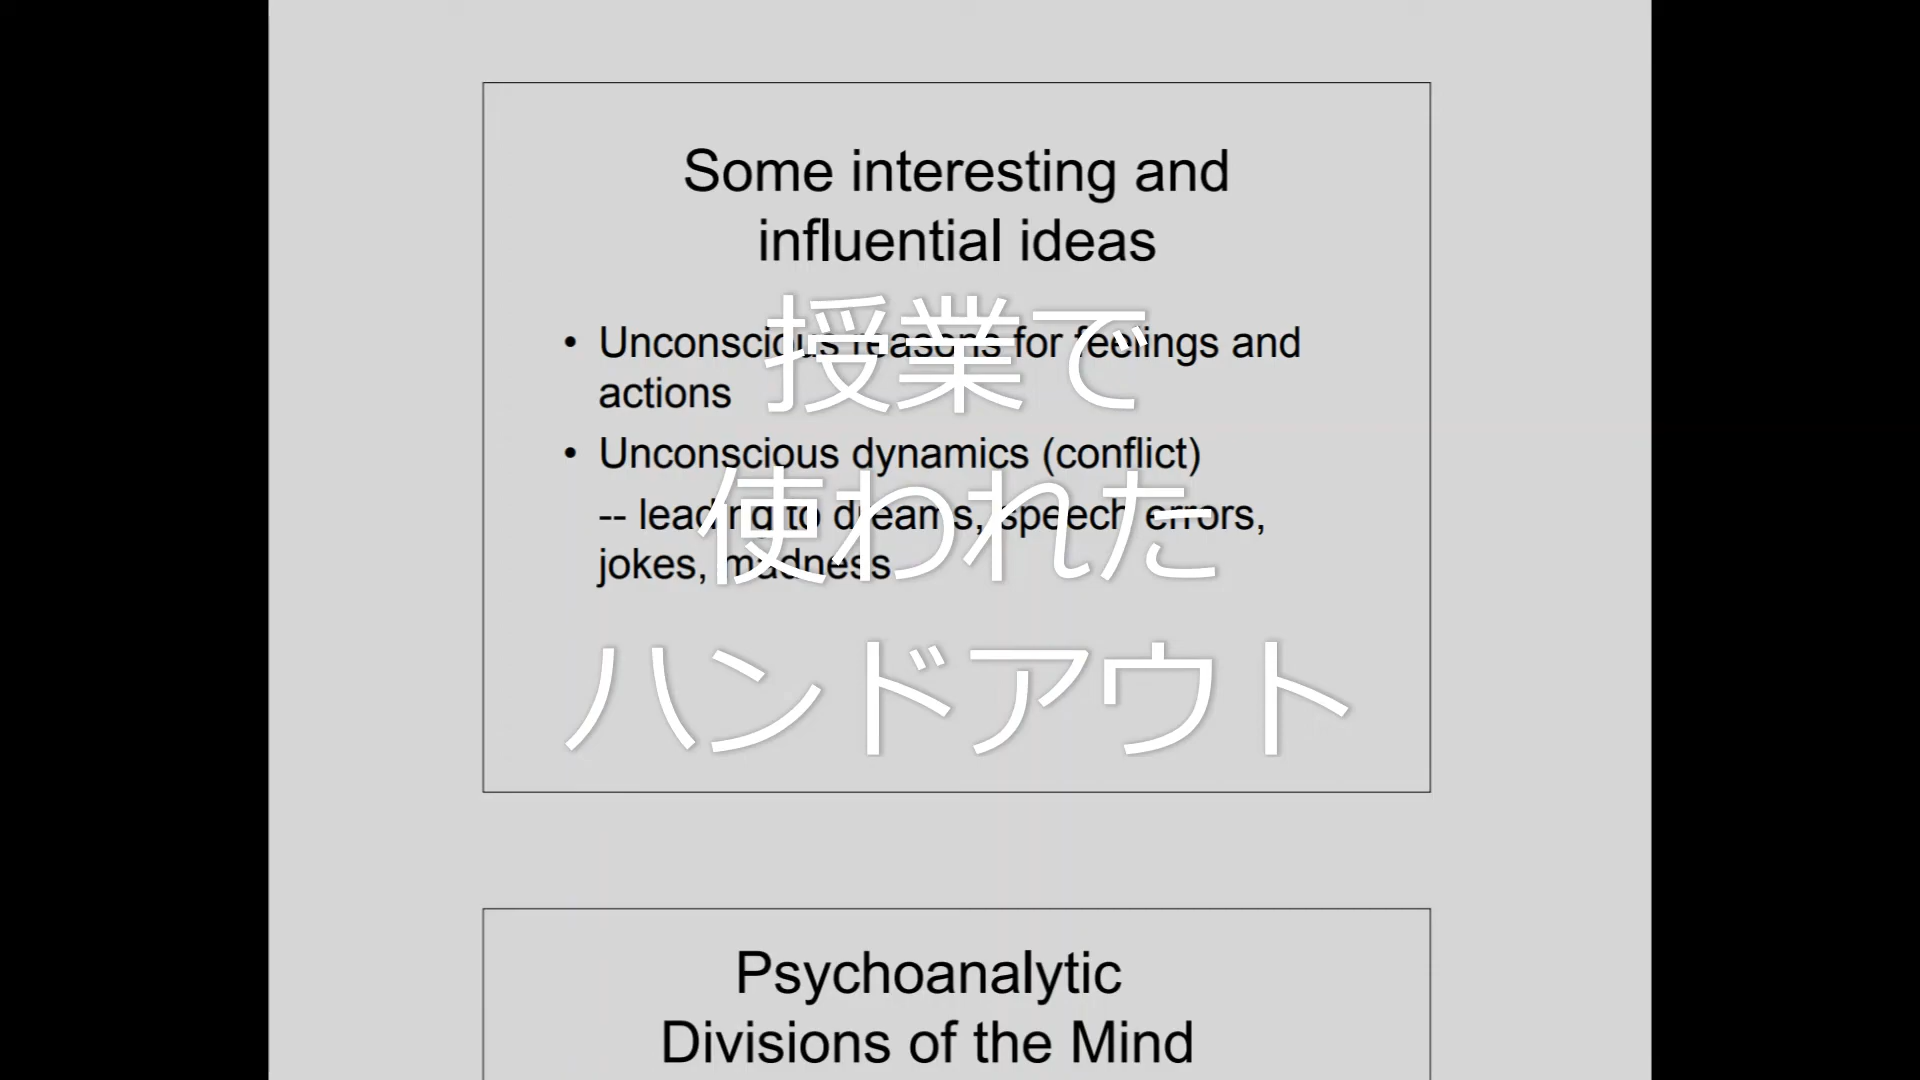 Some interesting and
influential ideas
• Unconscious reasons for feelings and
actions
• Unconscious dynamics (conflict)
-- leading to dreams, speech errors,
jokes, madness
授業で
使われた
ハンドアウト
Psychoanalytic
Divisions of the Mind